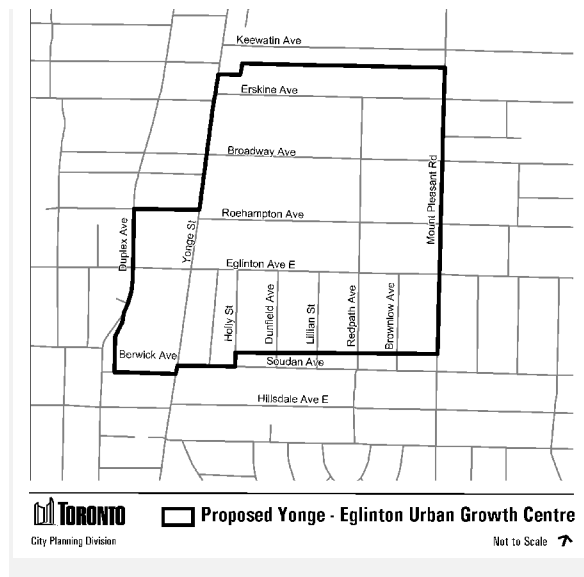 Keewatin Ave
Erskine Ave
Broadway Ave
Mount Pleasant Rd
Roehampton Ave
Duplex Ave
Yonge St
Eglinton Ave E
Holly St
Dunfield Ave
Lillian St
Redpath Ave
Brownlow Ave
Berwick Ave
Soudan Ave
Hillsdale Ave E
TORONTO
Proposed Yonge - Eglinton Urban Growth Centre
City Planning Division
Not to Scale